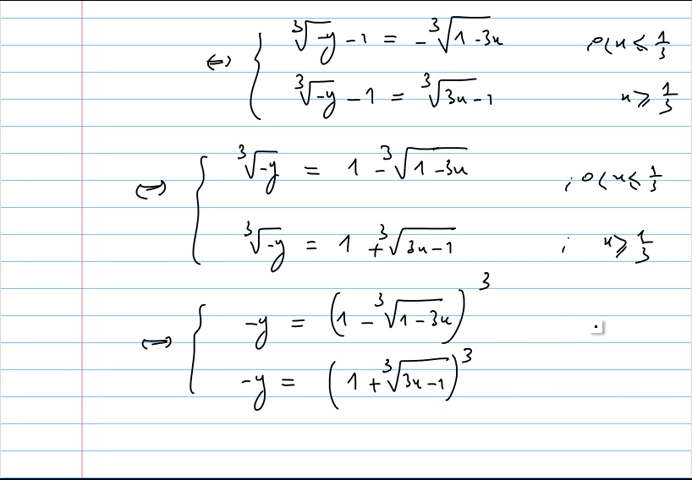 ⇔ { ∛-y - 1 = -∛1-3x    0<x≤1/3
∛-y - 1 = ∛3x-1    x≥1/3
⇔ { ∛-y = 1 - ∛1-3x    ; 0<x≤1/3
∛-y = 1 + ∛3x-1    ; x≥1/3
⇔ { -y = (1 - ∛1-3x)³
-y = (1 + ∛3x-1)³